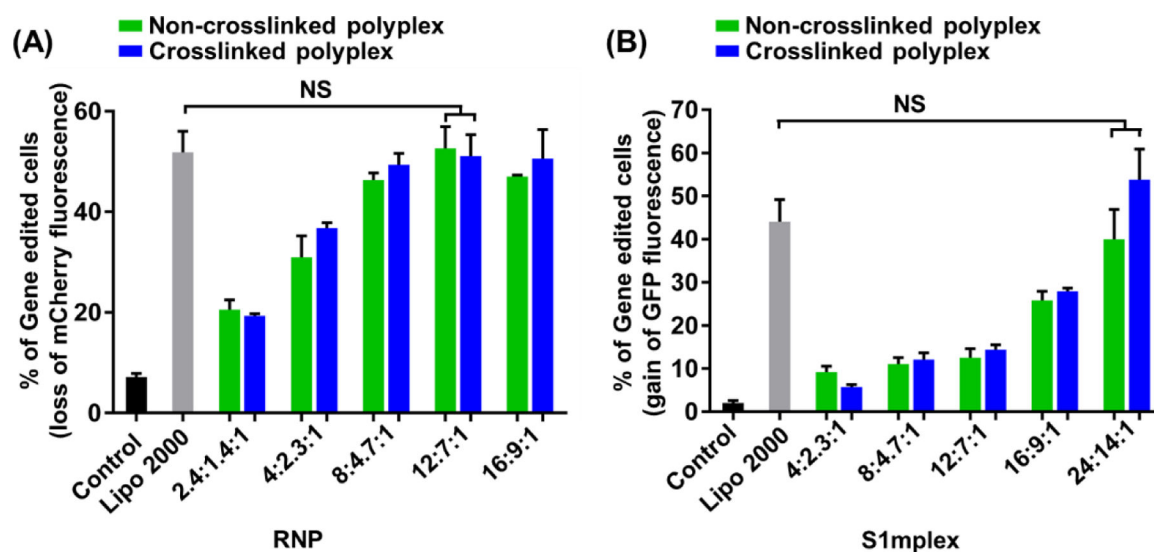 (A)
Non-crosslinked polyplex
Crosslinked polyplex
NS
% of Gene edited cells
(loss of mCherry fluorescence)
60
40
20
0
Control
Lipo 2000
2.4:1.4:1
4:2.3:1
8:4.7:1
12:7:1
16:9:1
RNP
(B)
Non-crosslinked polyplex
Crosslinked polyplex
NS
% of Gene edited cells
(gain of GFP fluorescence)
70
60
50
40
30
20
10
0
Control
Lipo 2000
4:2.3:1
8:4.7:1
12:7:1
16:9:1
24:14:1
S1mplex